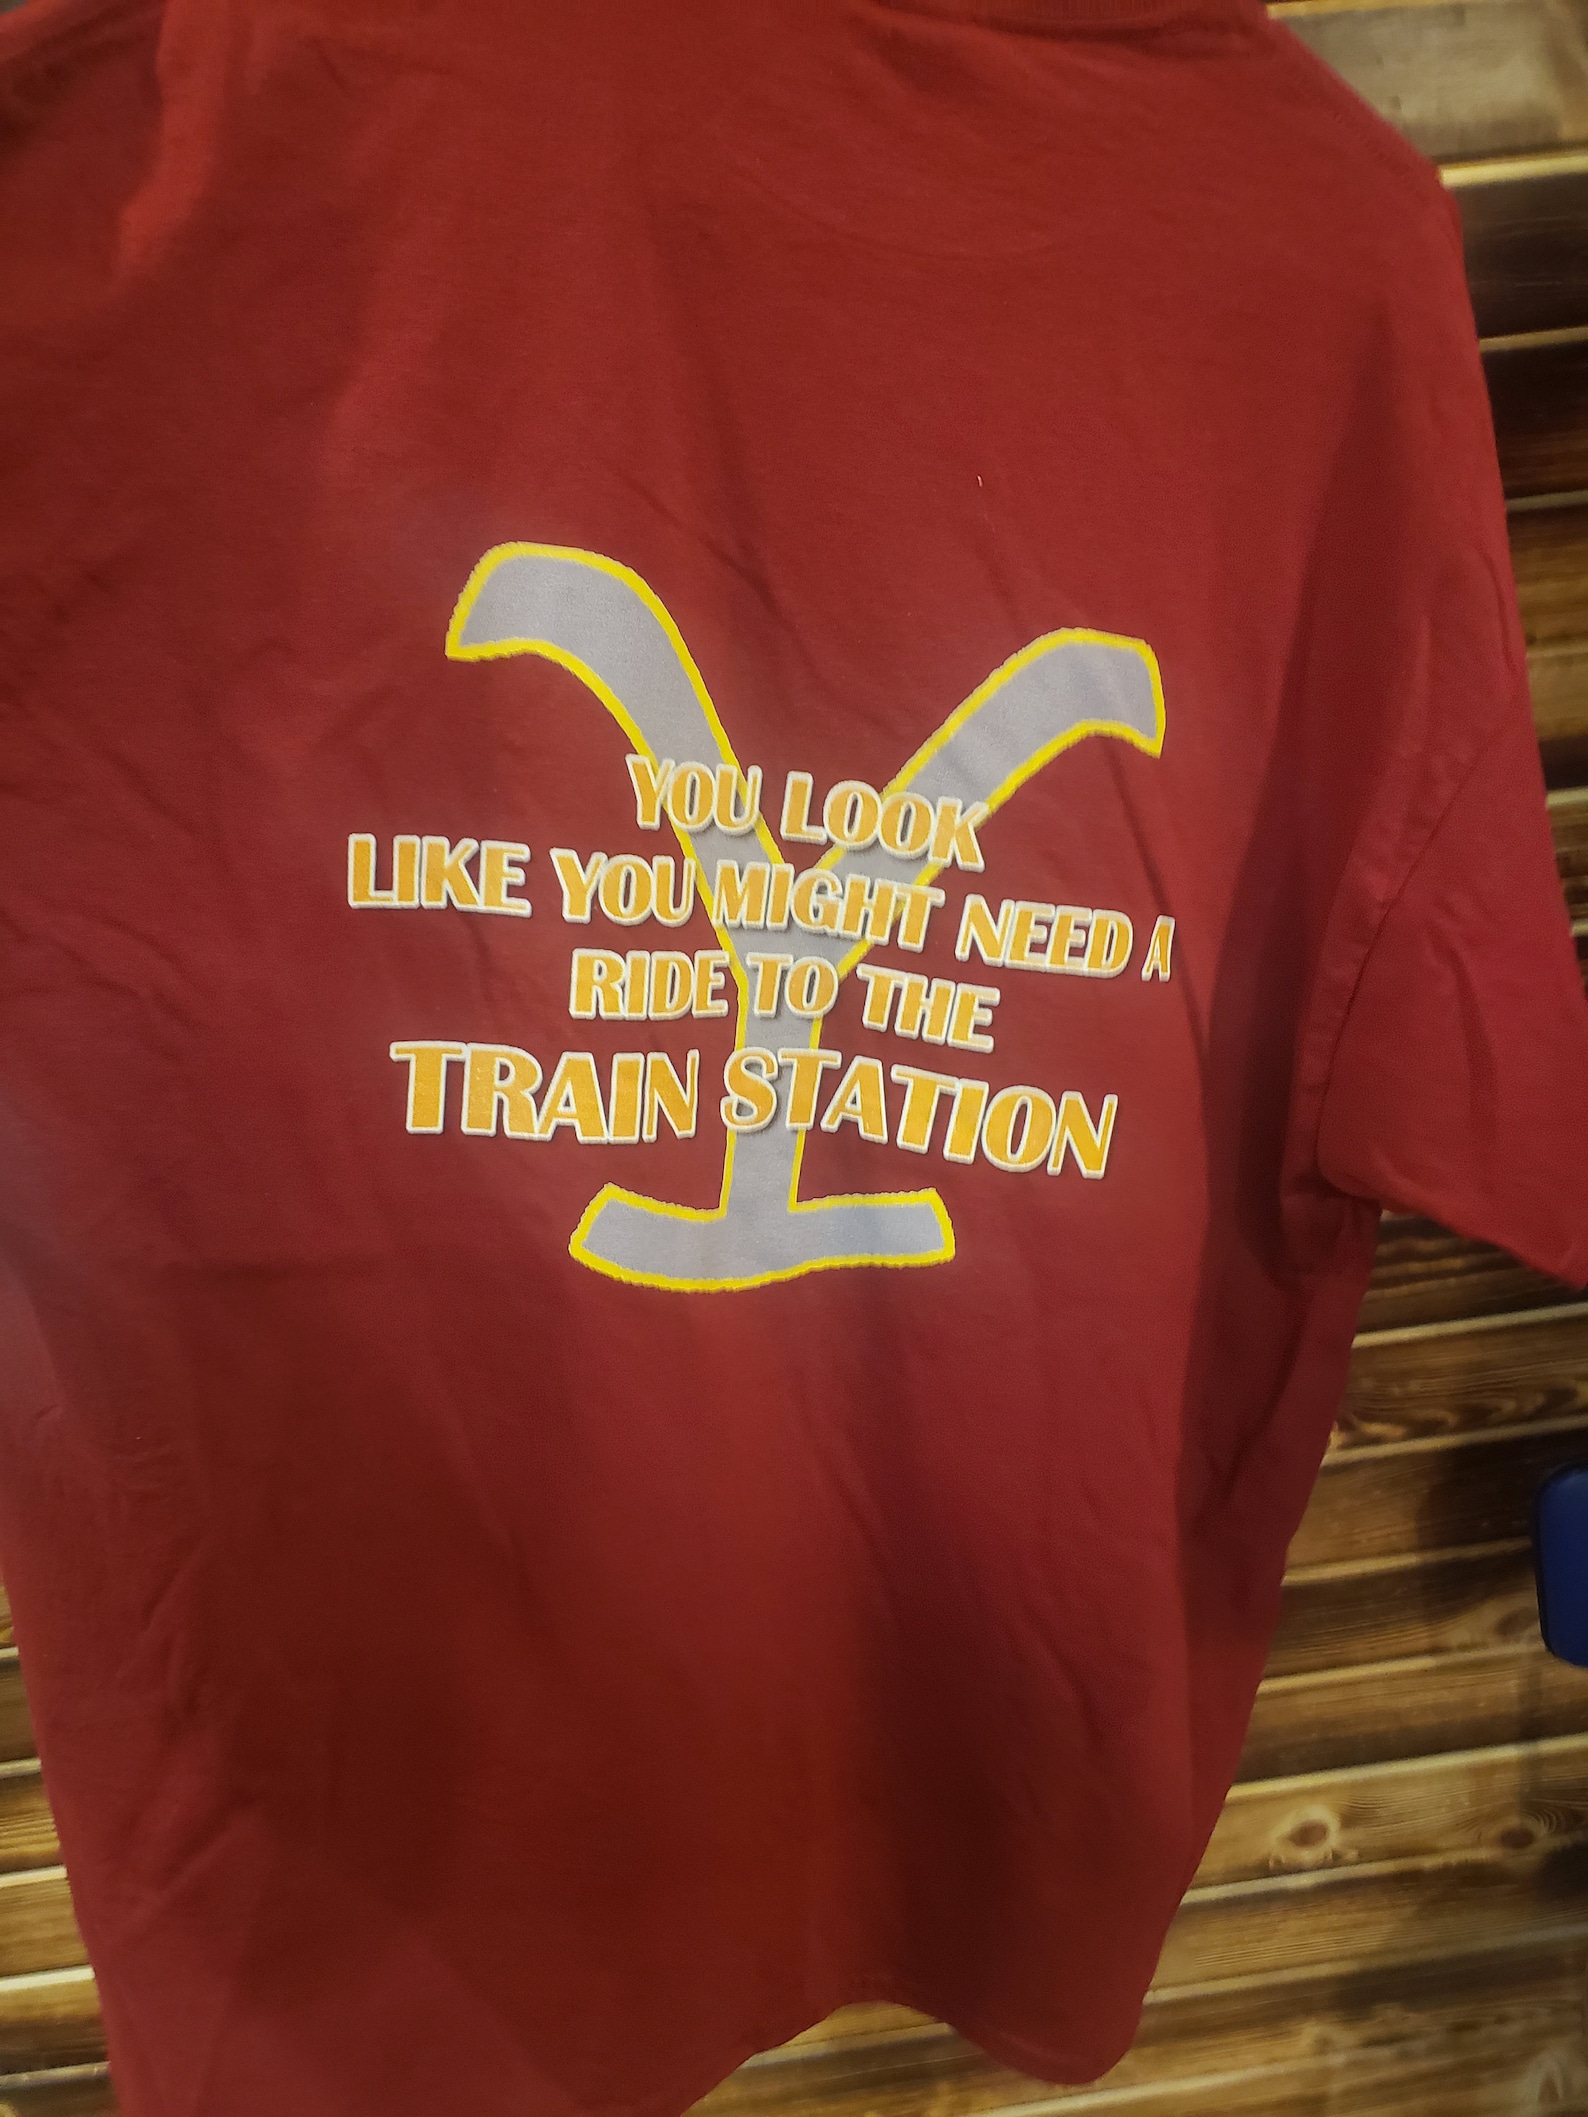 YOU LOOK
LIKE YOU MIGHT NEED A
RIDE TO THE
TRAIN STATION